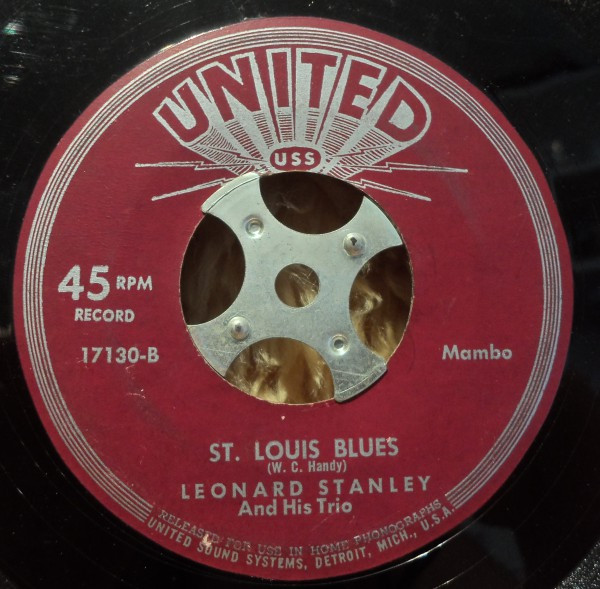 UNITED
USS
45 RPM
RECORD
17130-B
Mambo
ST. LOUIS BLUES
(W. C. Handy)
LEONARD STANLEY
And His Trio
RELEASED FOR USE IN HOME PHONOGRAPHS
UNITED SOUND SYSTEMS, DETROIT, MICH., U.S.A.